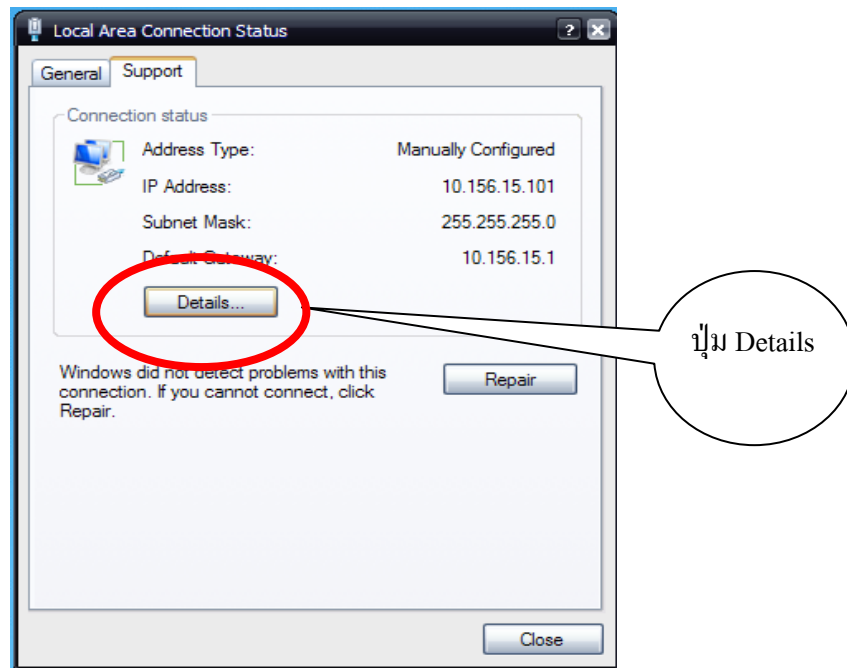 Local Area Connection Status
General Support
Connection status
Address Type: Manually Configured
IP Address: 10.156.15.101
Subnet Mask: 255.255.255.0
Default Gateway: 10.156.15.1
Details...
ปุ่ม Details
Windows did not detect problems with this
connection. If you cannot connect, click
Repair.
Repair
Close